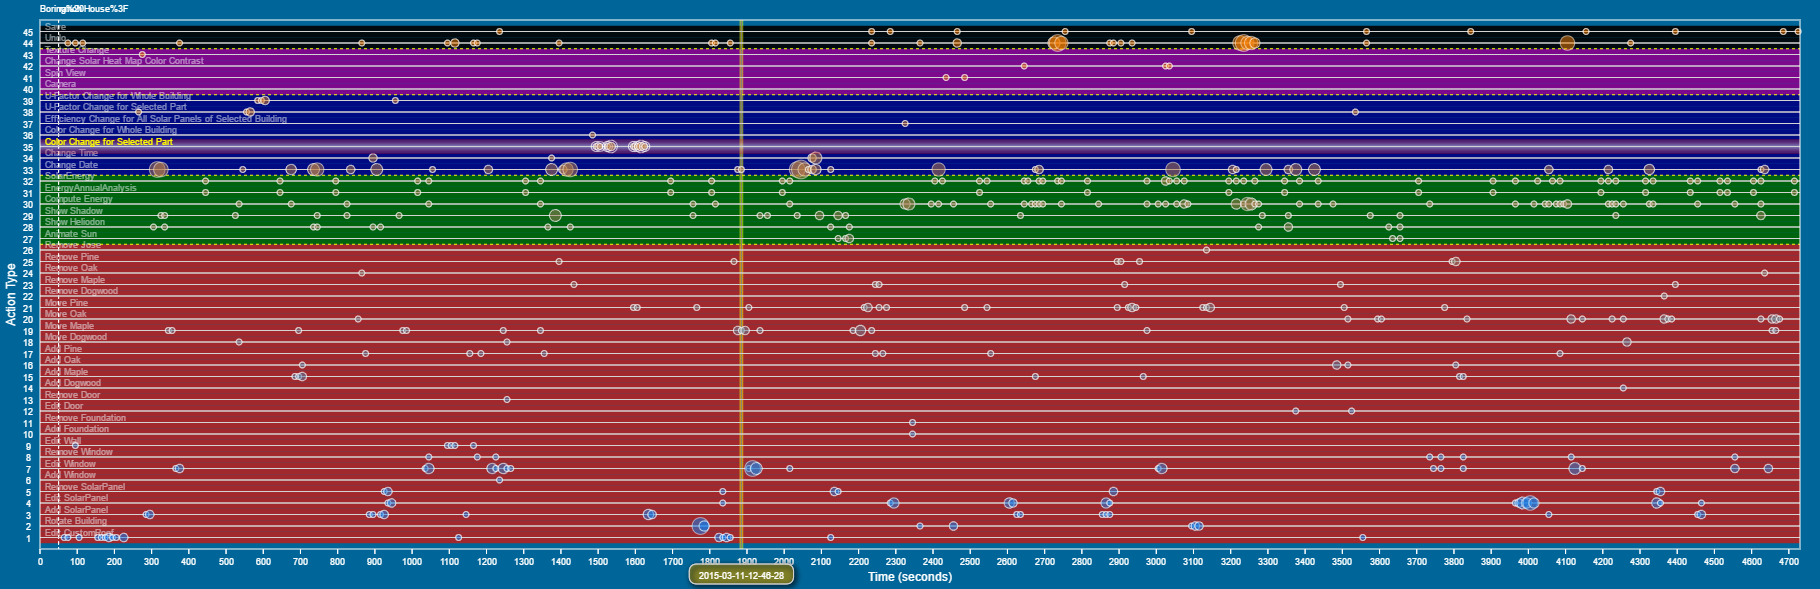 Boring%20House%3F
Save
45
Undo
44
Texture Change
43
Change Solar Heat Map Color Contrast
42
Spin View
41
Camera
40
U-Factor Change for Whole Building
39
U-Factor Change for Selected Part
38
Efficiency Change for All Solar Panels of Selected Building
37
Color Change for Whole Building
36
Color Change for Selected Part
35
Change Time
34
Change Date
33
SolarEnergy
32
EnergyAnnualAnalysis
31
Compute Energy
30
Show Shadow
29
Show Heliodon
28
Animate Sun
27
Remove Jose
26
Remove Pine
25
Remove Oak
24
Remove Maple
23
Remove Dogwood
22
Move Pine
21
Move Oak
20
Move Maple
19
Move Dogwood
18
Add Pine
17
Add Oak
16
Add Maple
15
Add Dogwood
14
Remove Door
13
Edit Door
12
Remove Foundation
11
Add Foundation
10
Edit Wall
9
Remove Window
8
Edit Window
7
Add Window
6
Remove SolarPanel
5
Edit SolarPanel
4
Add SolarPanel
3
Rotate Building
2
Edit CustomRoof
1
Action Type
0 100 200 300 400 500 600 700 800 900 1000 1100 1200 1300 1400 1500 1600 1700 1800 1900 2000 2100 2200 2300 2400 2500 2600 2700 2800 2900 3000 3100 3200 3300 3400 3500 3600 3700 3800 3900 4000 4100 4200 4300 4400 4500 4600 4700
2015-03-11-12-46-28
Time (seconds)